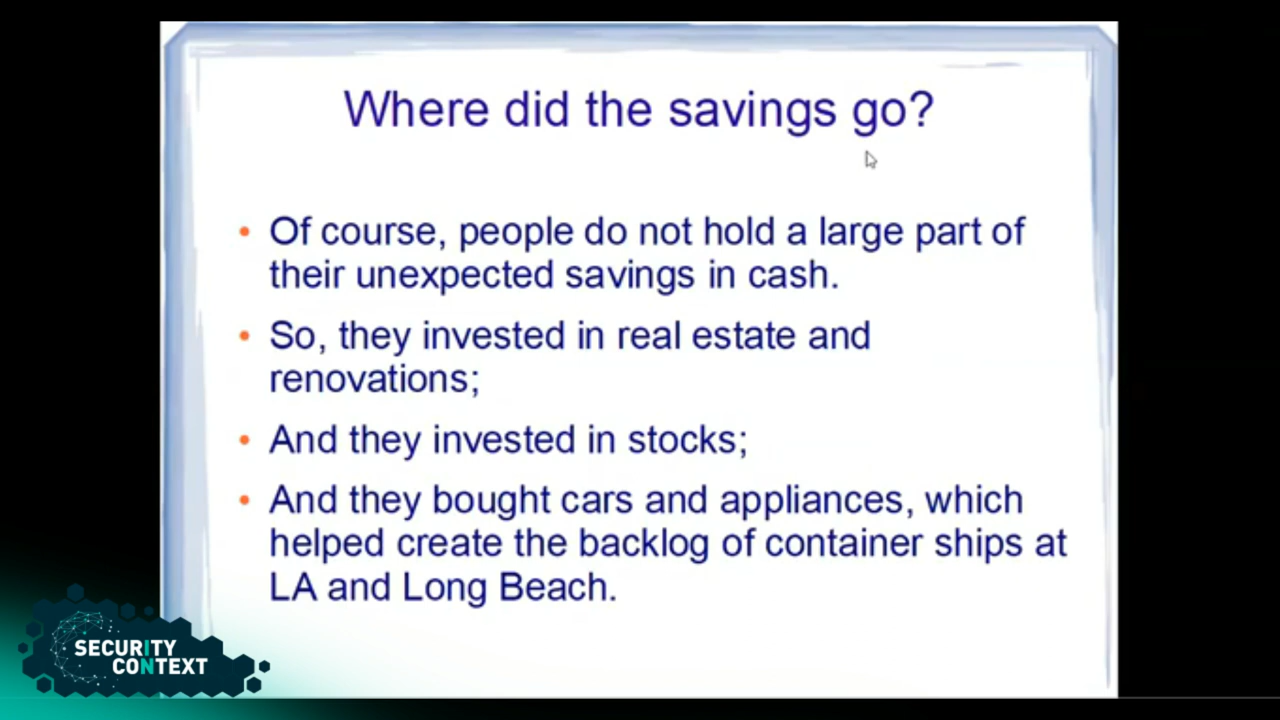 Where did the savings go?
• Of course, people do not hold a large part of
their unexpected savings in cash.
• So, they invested in real estate and
renovations;
• And they invested in stocks;
• And they bought cars and appliances, which
helped create the backlog of container ships at
LA and Long Beach.
SECURITY
CONTEXT